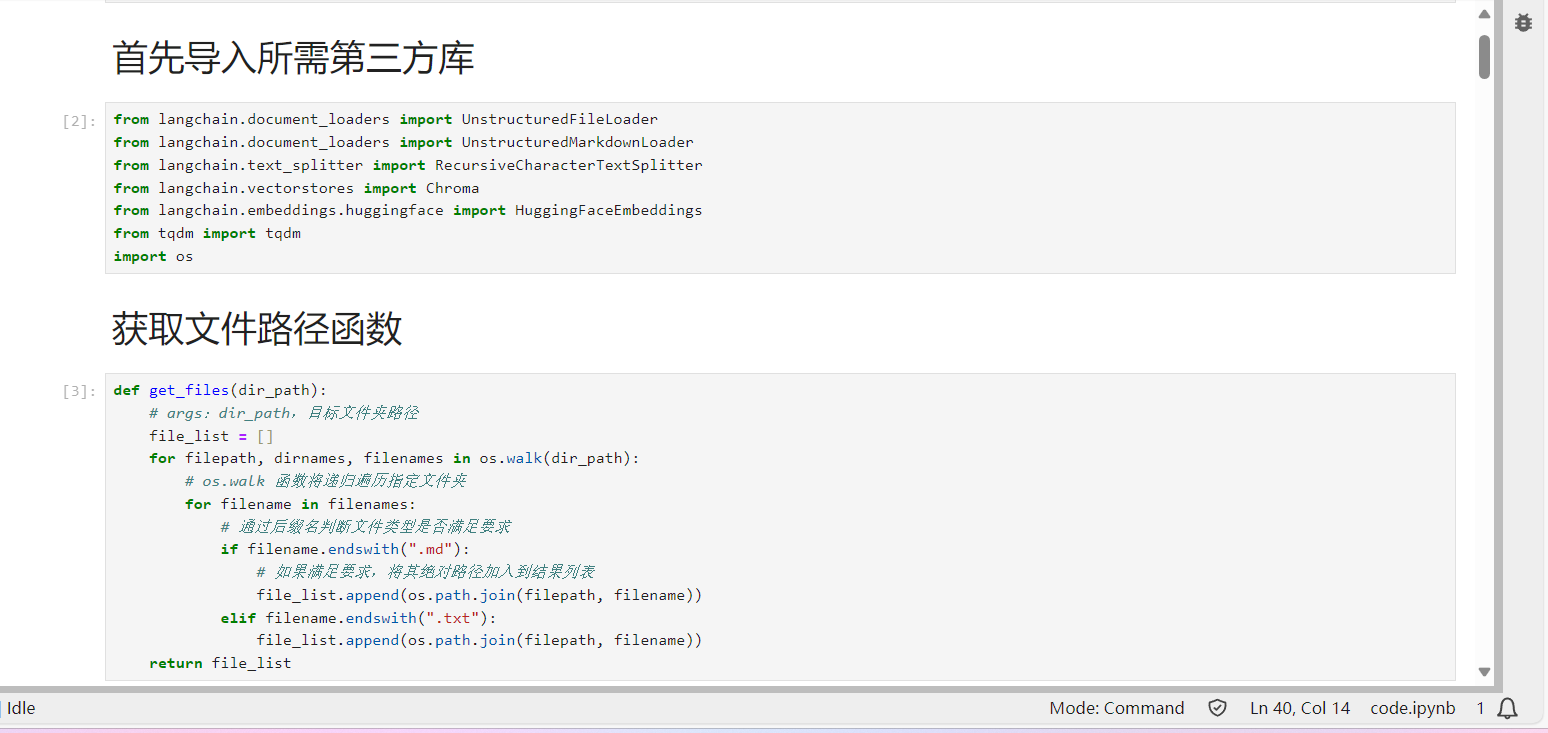 首先导入所需第三方库
[2]:
from langchain.document_loaders import UnstructuredFileLoader
from langchain.document_loaders import UnstructuredMarkdownLoader
from langchain.text_splitter import RecursiveCharacterTextSplitter
from langchain.vectorstores import Chroma
from langchain.embeddings.huggingface import HuggingFaceEmbeddings
from tqdm import tqdm
import os
获取文件路径函数
[3]:
def get_files(dir_path):
    # args: dir_path，目标文件夹路径
    file_list = []
    for filepath, dirnames, filenames in os.walk(dir_path):
        # os.walk 函数将递归遍历指定文件夹
        for filename in filenames:
            # 通过后缀名判断文件类型是否满足要求
            if filename.endswith(".md"):
                # 如果满足要求，将其绝对路径加入到结果列表
                file_list.append(os.path.join(filepath, filename))
            elif filename.endswith(".txt"):
                file_list.append(os.path.join(filepath, filename))
    return file_list
Idle
Mode: Command Ln 40, Col 14 code.ipynb 1